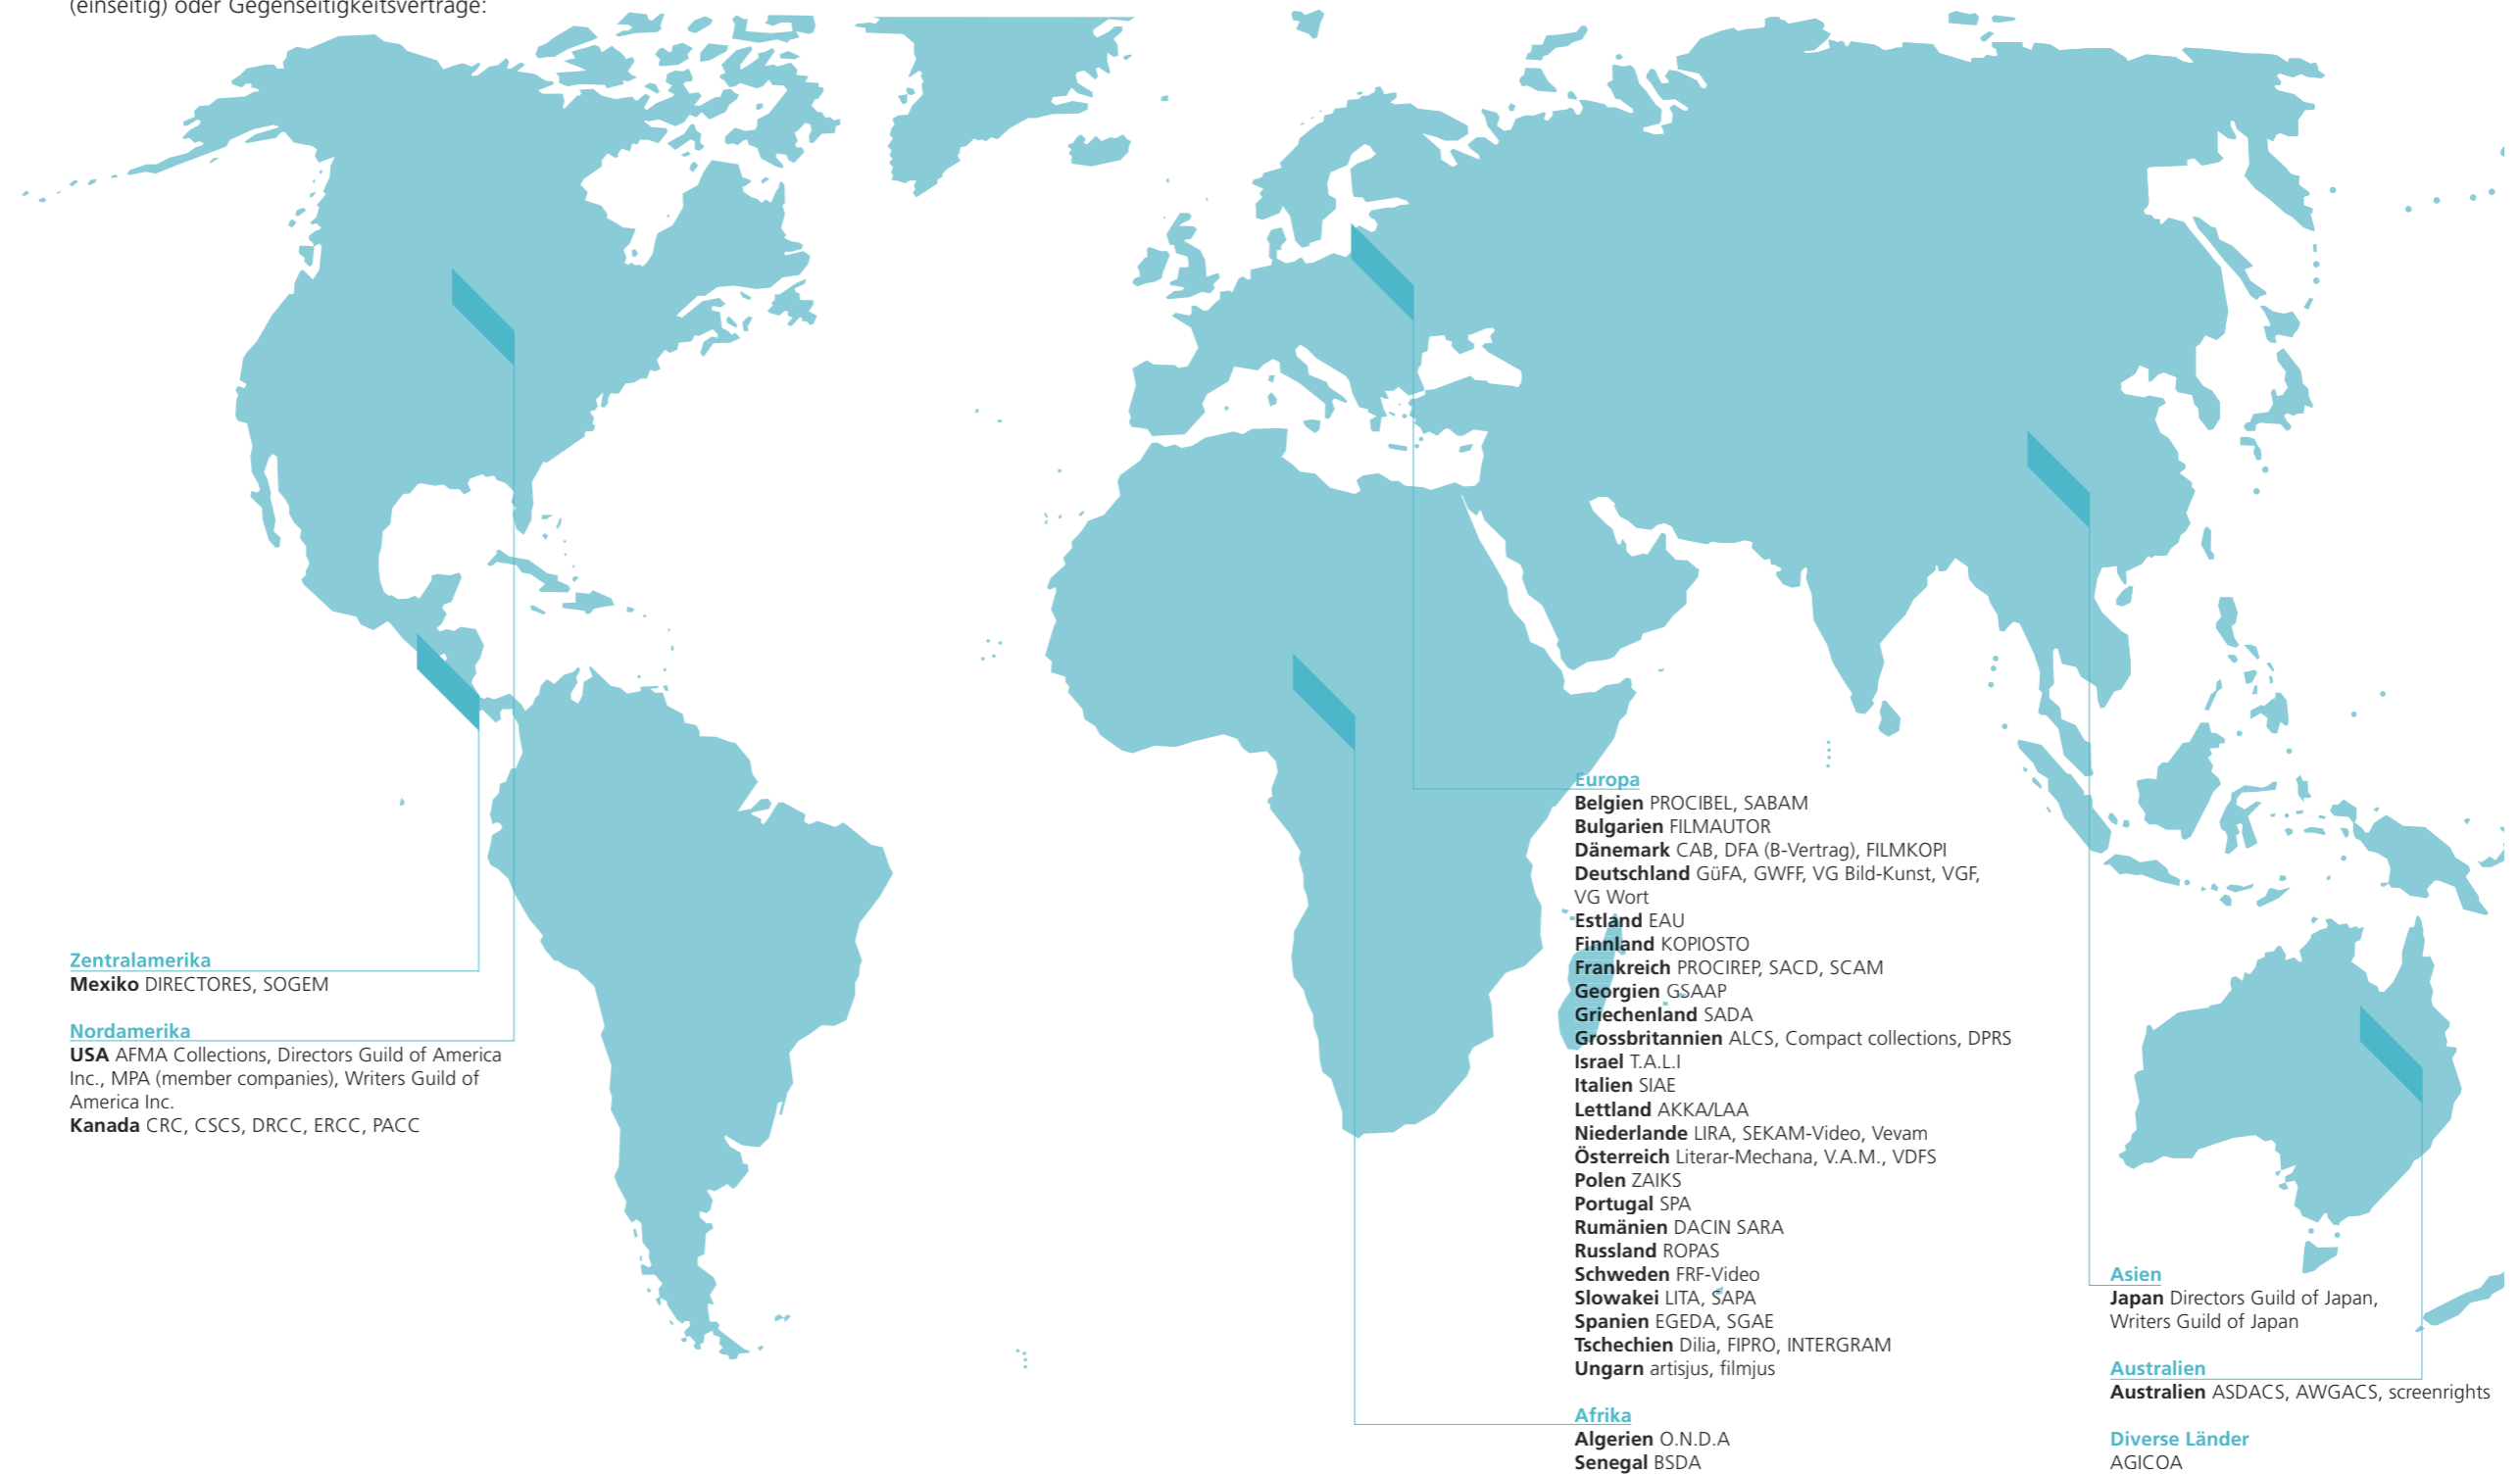 (einseitig) oder Gegenseitigkeitsverträge:
Zentralamerika
Mexiko DIRECTORES, SOGEM
Nordamerika
USA AFMA Collections, Directors Guild of America
Inc., MPA (member companies), Writers Guild of
America Inc.
Kanada CRC, CSCS, DRCC, ERCC, PACC
Europa
Belgien PROCIBEL, SABAM
Bulgarien FILMAUTOR
Dänemark CAB, DFA (B-Vertrag), FILMKOPI
Deutschland GüFA, GWFF, VG Bild-Kunst, VGF,
VG Wort
Estland EAU
Finnland KOPIOSTO
Frankreich PROCIREP, SACD, SCAM
Georgien GSAAP
Griechenland SADA
Grossbritannien ALCS, Compact collections, DPRS
Israel T.A.L.I
Italien SIAE
Lettland AKKA/LAA
Niederlande LIRA, SEKAM-Video, Vevam
Österreich Literar-Mechana, V.A.M., VDFS
Polen ZAIKS
Portugal SPA
Rumänien DACIN SARA
Russland ROPAS
Schweden FRF-Video
Slowakei LITA, SAPA
Spanien EGEDA, SGAE
Tschechien Dilia, FIPRO, INTERGRAM
Ungarn artisjus, filmjus
Afrika
Algerien O.N.D.A
Senegal BSDA
Asien
Japan Directors Guild of Japan,
Writers Guild of Japan
Australien
Australien ASDACS, AWGACS, screenrights
Diverse Länder
AGICOA